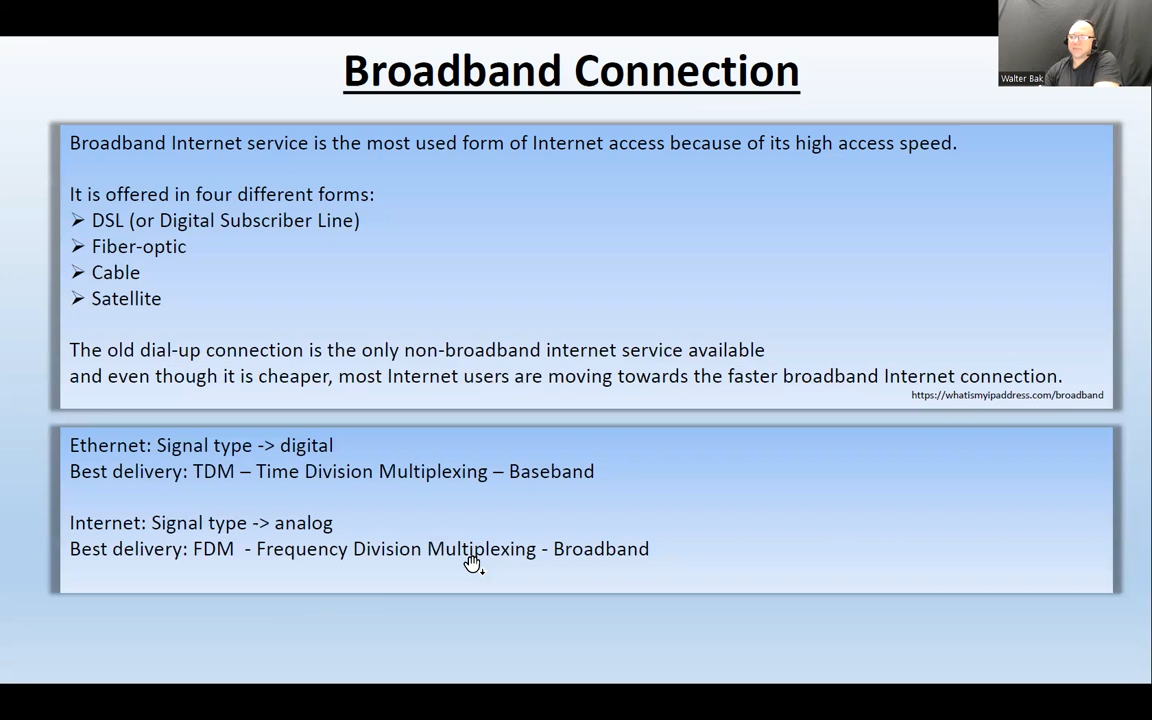 Broadband Connection
Walter Bak
Broadband Internet service is the most used form of Internet access because of its high access speed.
It is offered in four different forms:
➢ DSL (or Digital Subscriber Line)
➢ Fiber-optic
➢ Cable
➢ Satellite
The old dial-up connection is the only non-broadband internet service available
and even though it is cheaper, most Internet users are moving towards the faster broadband Internet connection.
https://whatismyipaddress.com/broadband
Ethernet: Signal type -> digital
Best delivery: TDM – Time Division Multiplexing – Baseband
Internet: Signal type -> analog
Best delivery: FDM - Frequency Division Multiplexing - Broadband